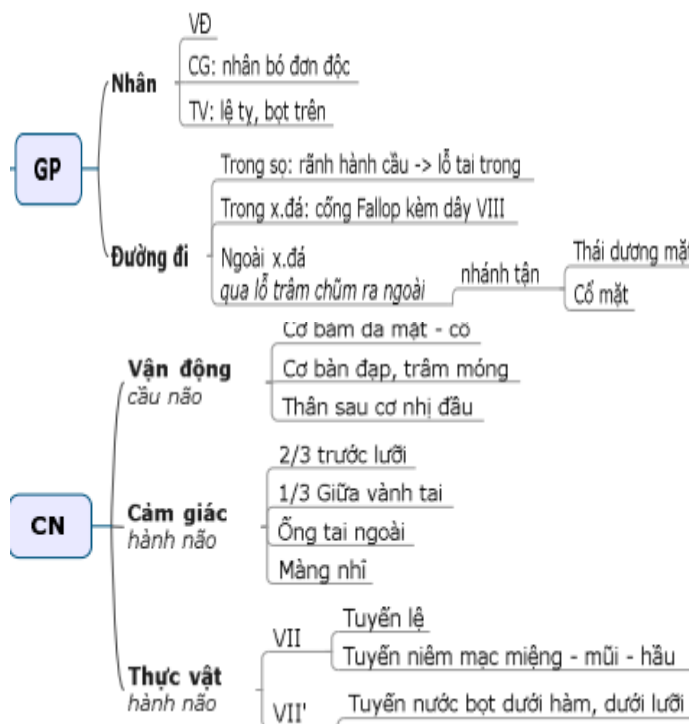 GP
Nhân
VĐ
CG: nhân bó đơn độc
TV: lệ tỵ, bọt trên
Đường đi
Trong sọ: rãnh hành cầu -> lỗ tai trong
Trong x.đá: cống Fallop kèm dây VIII
Ngoài x.đá
qua lỗ trâm chũm ra ngoài
nhánh tận
Thái dương mặt
Cổ mặt
CN
Vận động
cầu não
Cơ bám da mặt - cổ
Cơ bàn đạp, trâm móng
Thân sau cơ nhị đầu
Cảm giác
hành não
2/3 trước lưỡi
1/3 Giữa vành tai
Ống tai ngoài
Màng nhĩ
Thực vật
hành não
VII
Tuyến lệ
Tuyến niêm mạc miệng - mũi - hầu
VII'
Tuyến nước bọt dưới hàm, dưới lưỡi